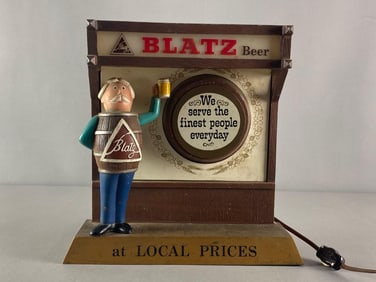 BLATZ Beer
We
serve the
finest people
everyday
Blatz
at LOCAL PRICES